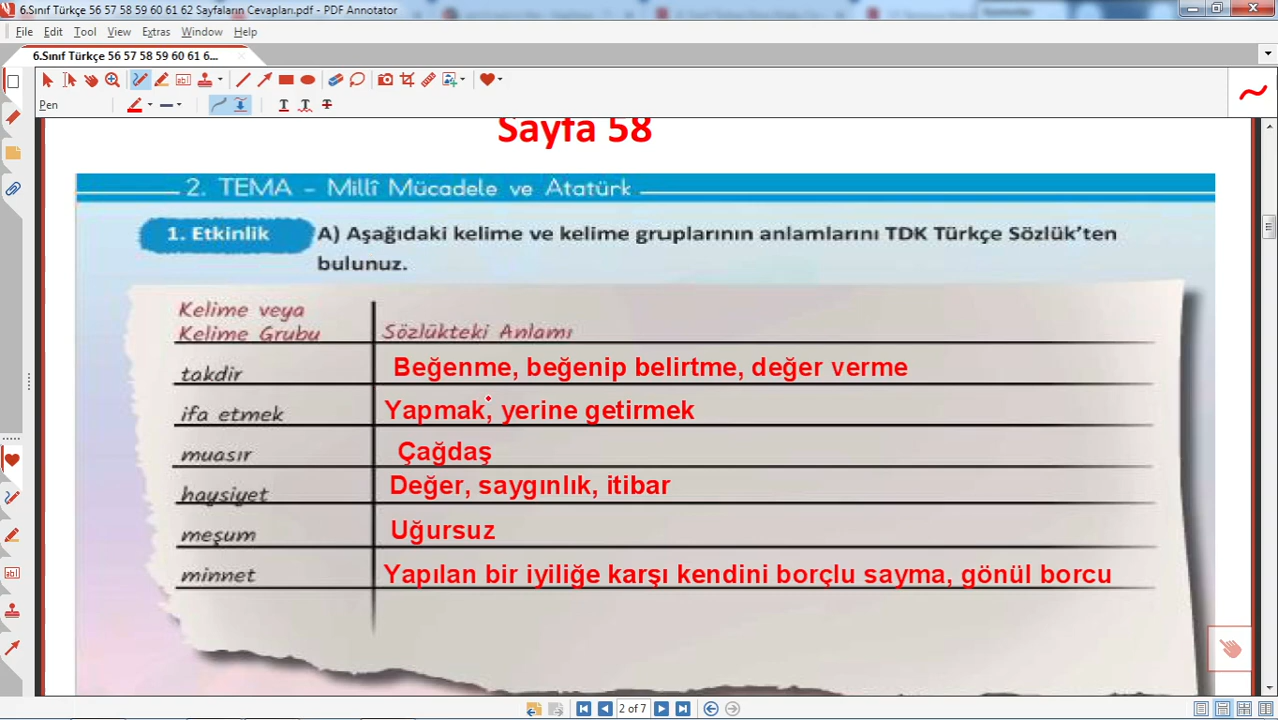 6.Sınıf Türkçe 56 57 58 59 60 61 62 Sayfaların Cevapları.pdf - PDF Annotator
File Edit Tool View Extras Window Help
6.Sınıf Türkçe 56 57 58 59 60 61 6...
Pen
Sayfa 58
2. TEMA - Millî Mücadele ve Atatürk
1. Etkinlik A) Aşağıdaki kelime ve kelime gruplarının anlamlarını TDK Türkçe Sözlük'ten
bulunuz.
Kelime veya
Kelime Grubu Sözlükteki Anlamı
takdir Beğenme, beğenip belirtme, değer verme
ifa etmek Yapmak, yerine getirmek
muasır Çağdaş
haysiyet Değer, saygınlık, itibar
meşum Uğursuz
minnet Yapılan bir iyiliğe karşı kendini borçlu sayma, gönül borcu
2 of 7